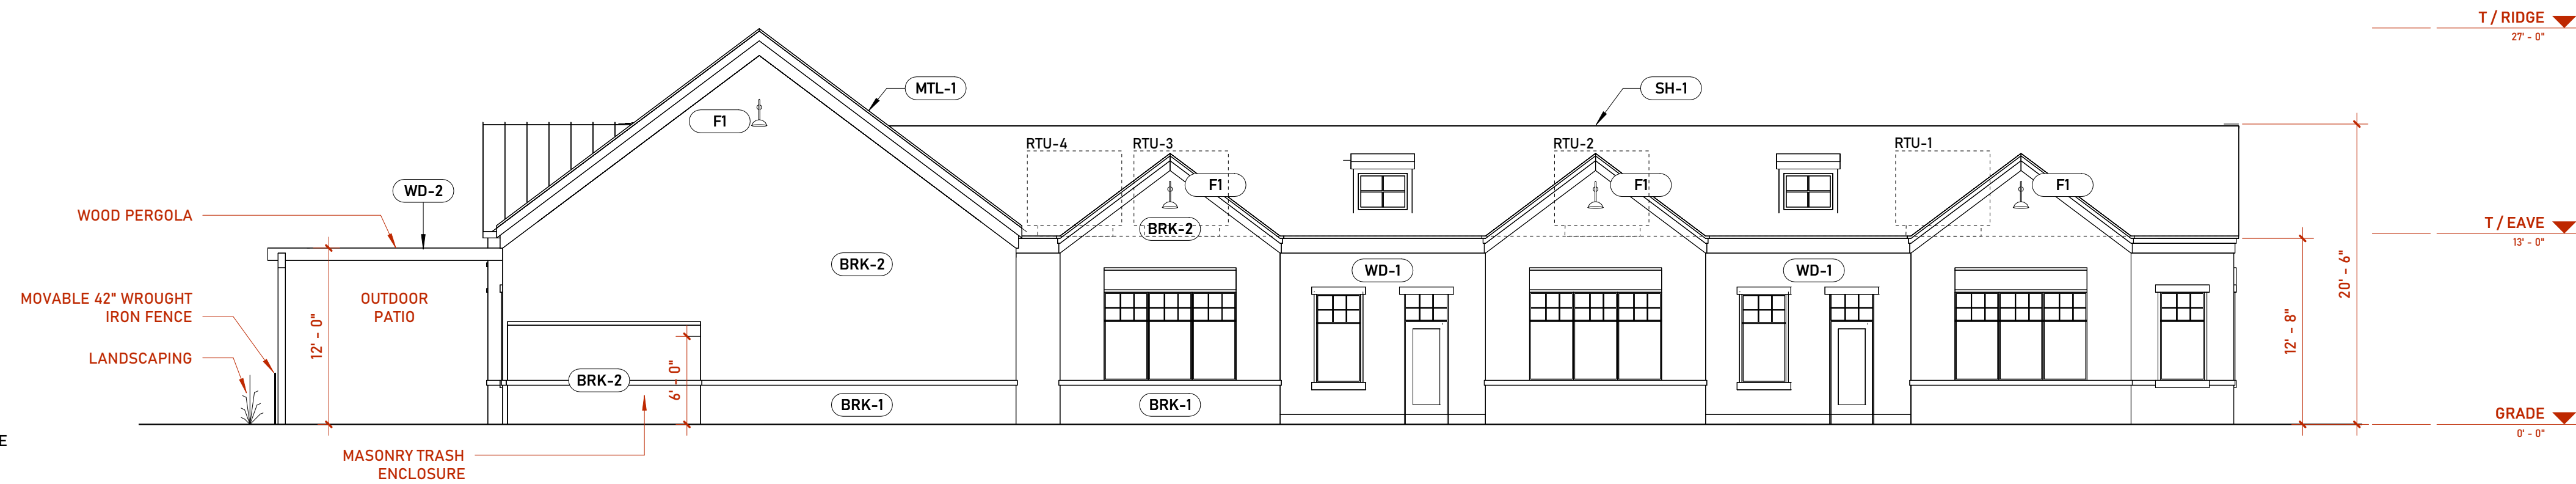 T / RIDGE
27' - 0"
MTL-1
SH-1
F1
RTU-4
RTU-3
RTU-2
RTU-1
WD-2
F1
F1
F1
WOOD PERGOLA
BRK-2
T / EAVE
13' - 0"
BRK-2
WD-1
WD-1
20' - 6"
MOVABLE 42" WROUGHT
IRON FENCE
OUTDOOR
PATIO
12' - 0"
12' - 8"
LANDSCAPING
BRK-2
6' - 0"
BRK-1
BRK-1
GRADE
0' - 0"
E
MASONRY TRASH
ENCLOSURE